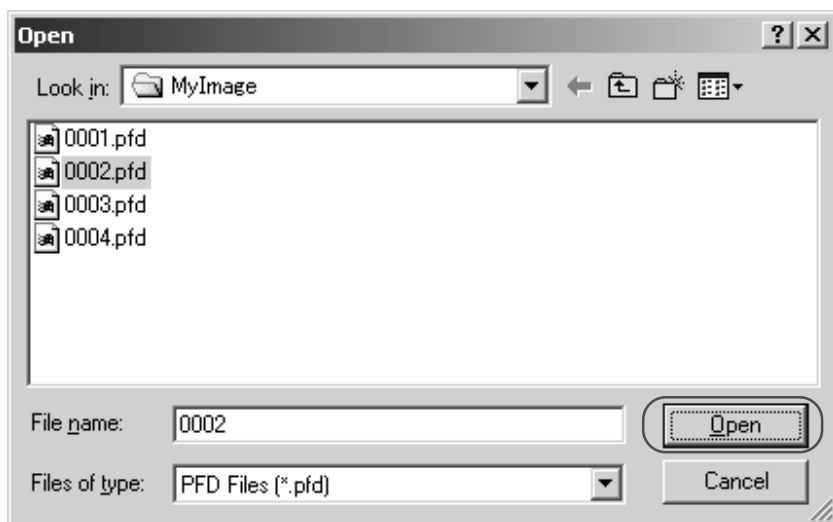 Open
Look in: MyImage
0001.pfd
0002.pfd
0003.pfd
0004.pfd
File name: 0002 Open
Files of type: PFD Files (*.pfd) Cancel